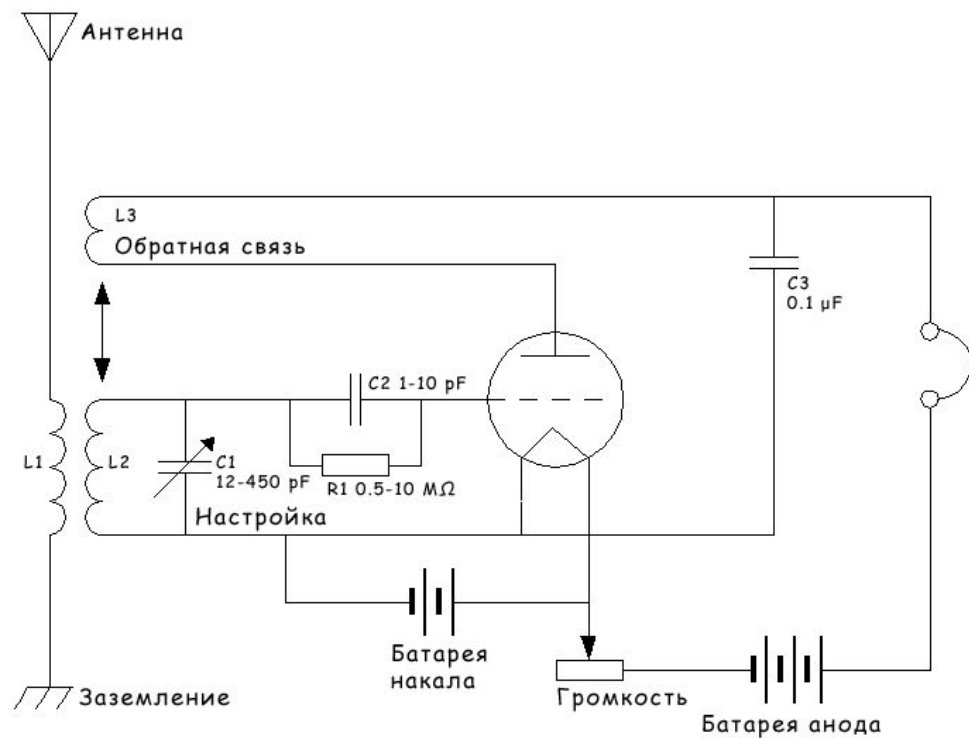 Антенна
L3
Обратная связь
C3
0.1 µF
C2 1-10 pF
L1
L2
C1
12-450 pF
R1 0.5-10 MΩ
Настройка
Батарея
накала
Заземление
Громкость
Батарея анода